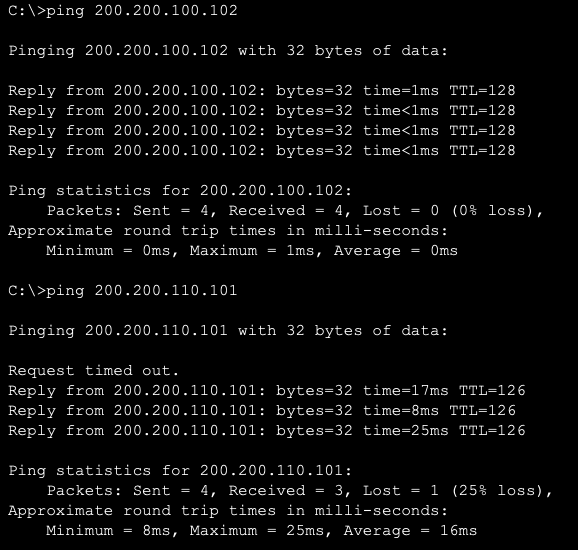 C:\>ping 200.200.100.102
Pinging 200.200.100.102 with 32 bytes of data:
Reply from 200.200.100.102: bytes=32 time=1ms TTL=128
Reply from 200.200.100.102: bytes=32 time<1ms TTL=128
Reply from 200.200.100.102: bytes=32 time<1ms TTL=128
Reply from 200.200.100.102: bytes=32 time<1ms TTL=128
Ping statistics for 200.200.100.102:
Packets: Sent = 4, Received = 4, Lost = 0 (0% loss),
Approximate round trip times in milli-seconds:
Minimum = 0ms, Maximum = 1ms, Average = 0ms
C:\>ping 200.200.110.101
Pinging 200.200.110.101 with 32 bytes of data:
Request timed out.
Reply from 200.200.110.101: bytes=32 time=17ms TTL=126
Reply from 200.200.110.101: bytes=32 time=8ms TTL=126
Reply from 200.200.110.101: bytes=32 time=25ms TTL=126
Ping statistics for 200.200.110.101:
Packets: Sent = 4, Received = 3, Lost = 1 (25% loss),
Approximate round trip times in milli-seconds:
Minimum = 8ms, Maximum = 25ms, Average = 16ms